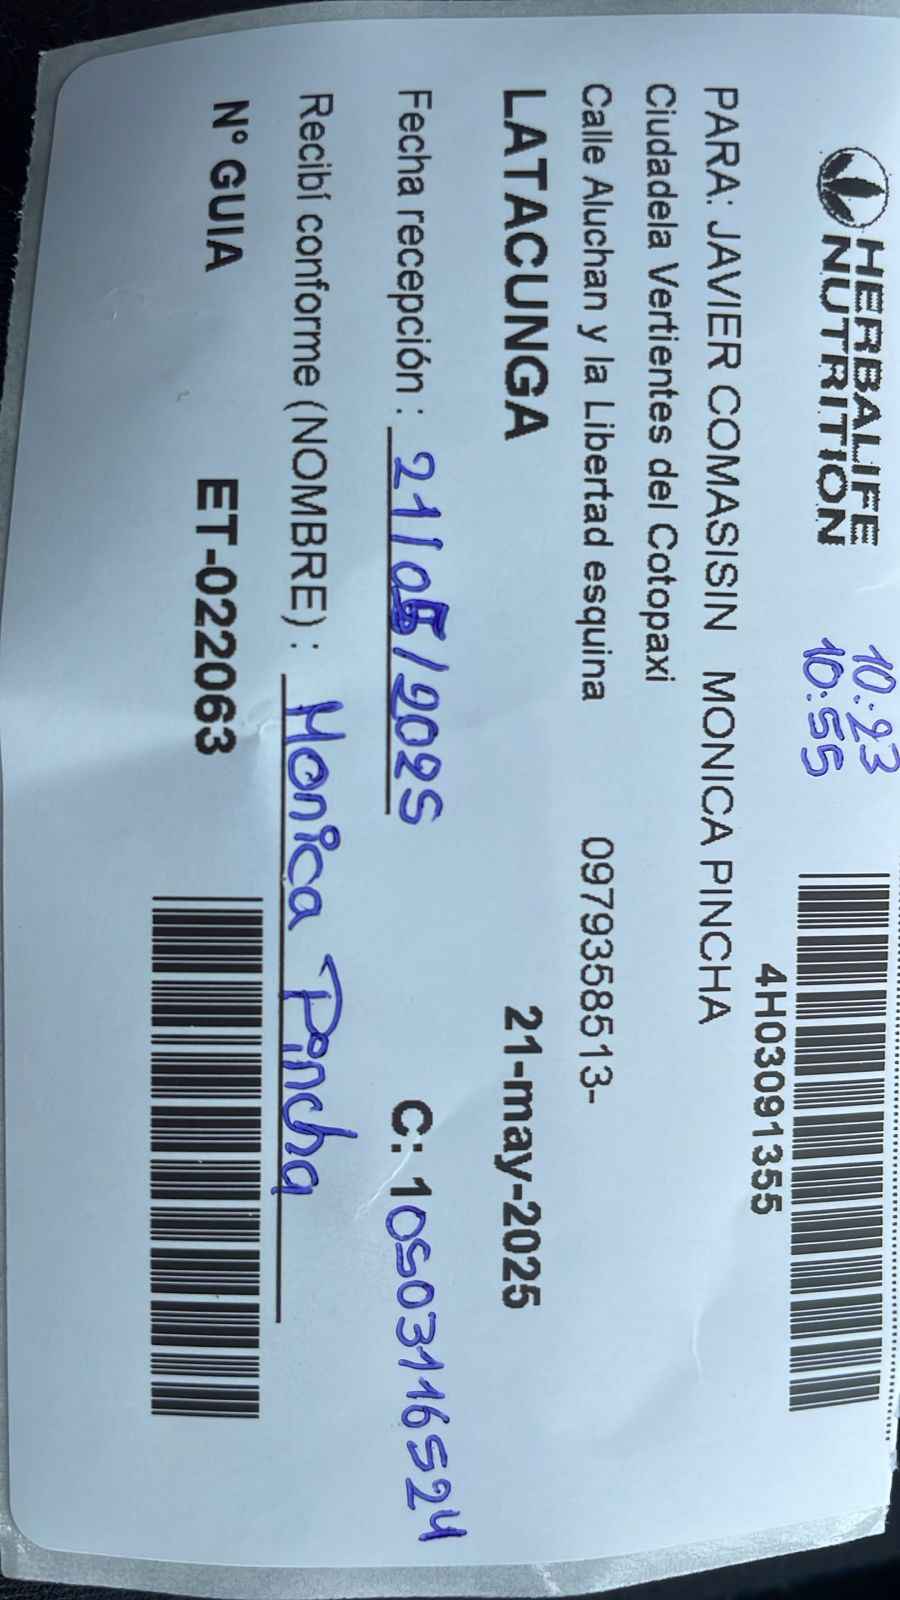 HERBALIFE
NUTRITION
10:23
10:55
4H03091355
PARA: JAVIER COMASISIN MONICA PINCHA
Ciudadela Vertientes del Cotopaxi
Calle Aluchan y la Libertad esquina 0979358513-
LATACUNGA 21-may-2025
Fecha recepción : 21/05/2025 C: 10503116524
Recibí conforme (NOMBRE) : Monica Pincha
N° GUIA ET-022063